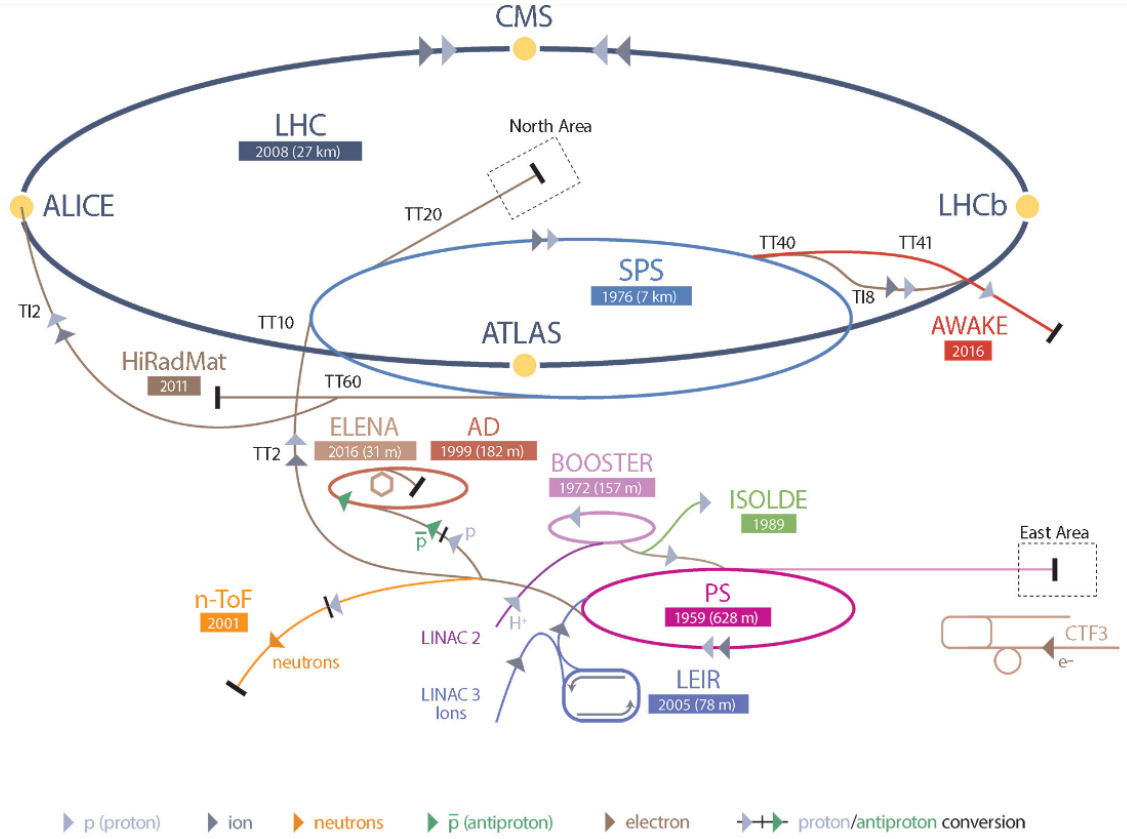 CMS
LHC
2008 (27 km)
North Area
ALICE
LHCb
TT20
TT40
TT41
SPS
1976 (7 km)
TI8
TI2
TT10
ATLAS
AWAKE
2016
HiRadMat
2011
TT60
ELENA
2016 (31 m)
AD
1999 (182 m)
TT2
BOOSTER
1972 (157 m)
ISOLDE
1989
p̅
p
East Area
n-ToF
2001
neutrons
LINAC 2
H⁺
PS
1959 (628 m)
CTF3
e-
LINAC 3
Ions
LEIR
2005 (78 m)
p (proton)
ion
neutrons
p̅ (antiproton)
electron
proton/antiproton conversion